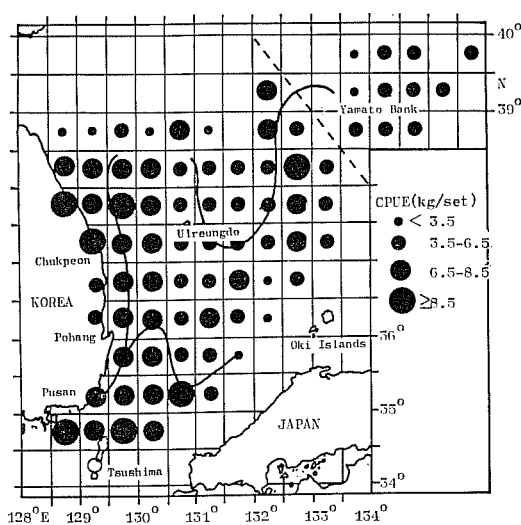 40°
N
39°
Yamato Bank
CPUE(kg/set)
< 3.5
3.5-6.5
6.5-8.5
≥8.5
Ulreungdo
Chukpeon
KOREA
Pohang
36°
Oki Islands
Pusan
35°
JAPAN
Tsushima
34°
128°E 129° 130° 131° 132° 133° 134